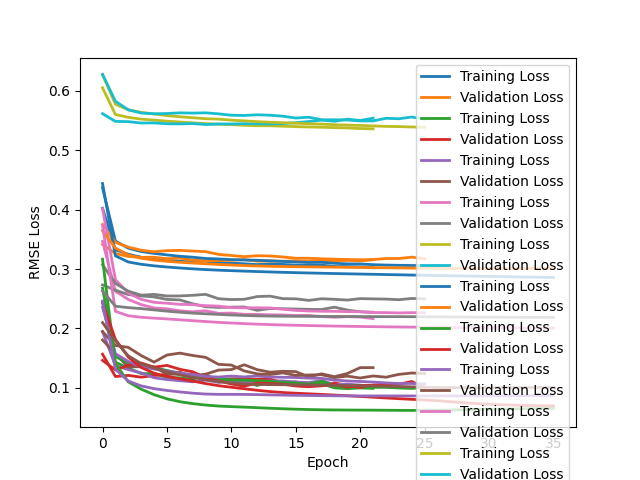 0.6
0.5
0.4
0.3
0.2
0.1
RMSE Loss
0
5
10
15
20
25
30
35
Epoch
Training Loss
Validation Loss
Training Loss
Validation Loss
Training Loss
Validation Loss
Training Loss
Validation Loss
Training Loss
Validation Loss
Training Loss
Validation Loss
Training Loss
Validation Loss
Training Loss
Validation Loss
Training Loss
Validation Loss
Training Loss
Validation Loss